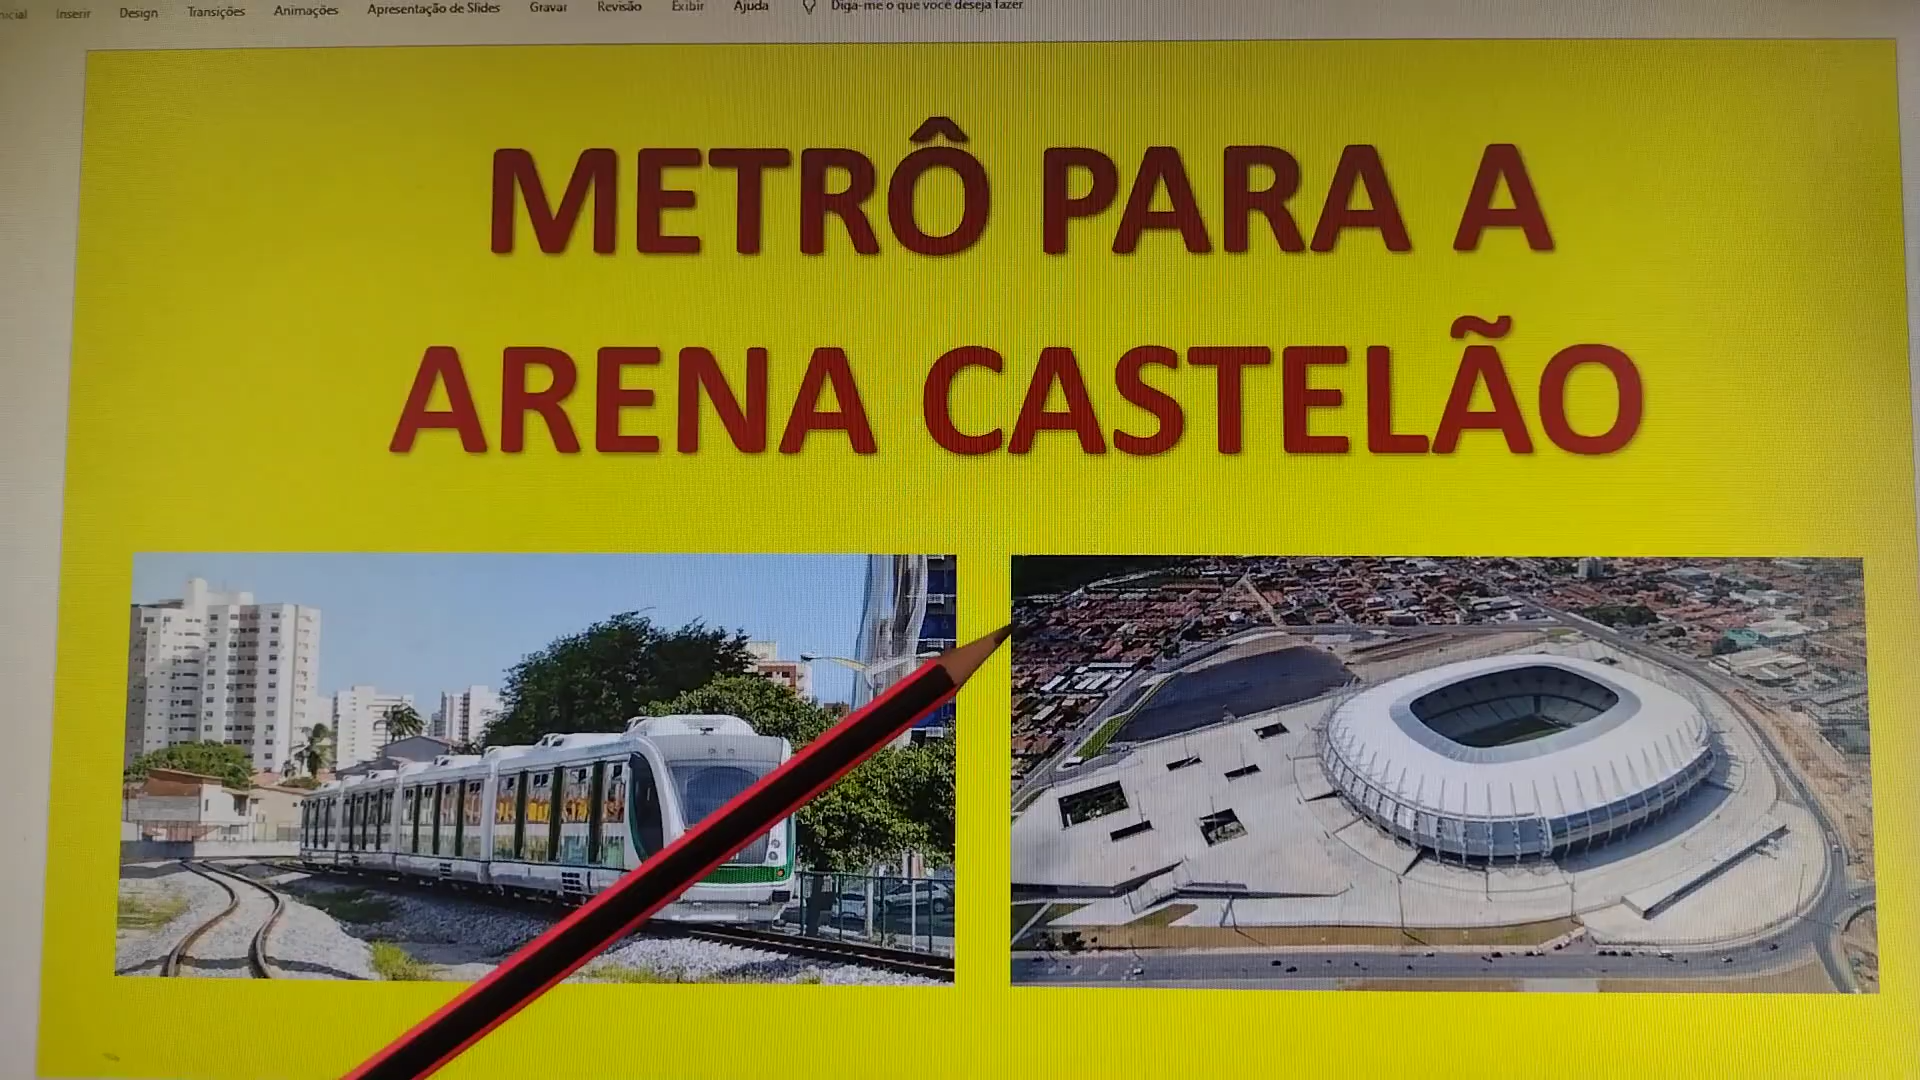 Inserir Design Transições Animações Apresentação de Slides Gravar Revisão Exibir Ajuda Diga-me o que você deseja fazer
METRÔ PARA A
ARENA CASTELÃO